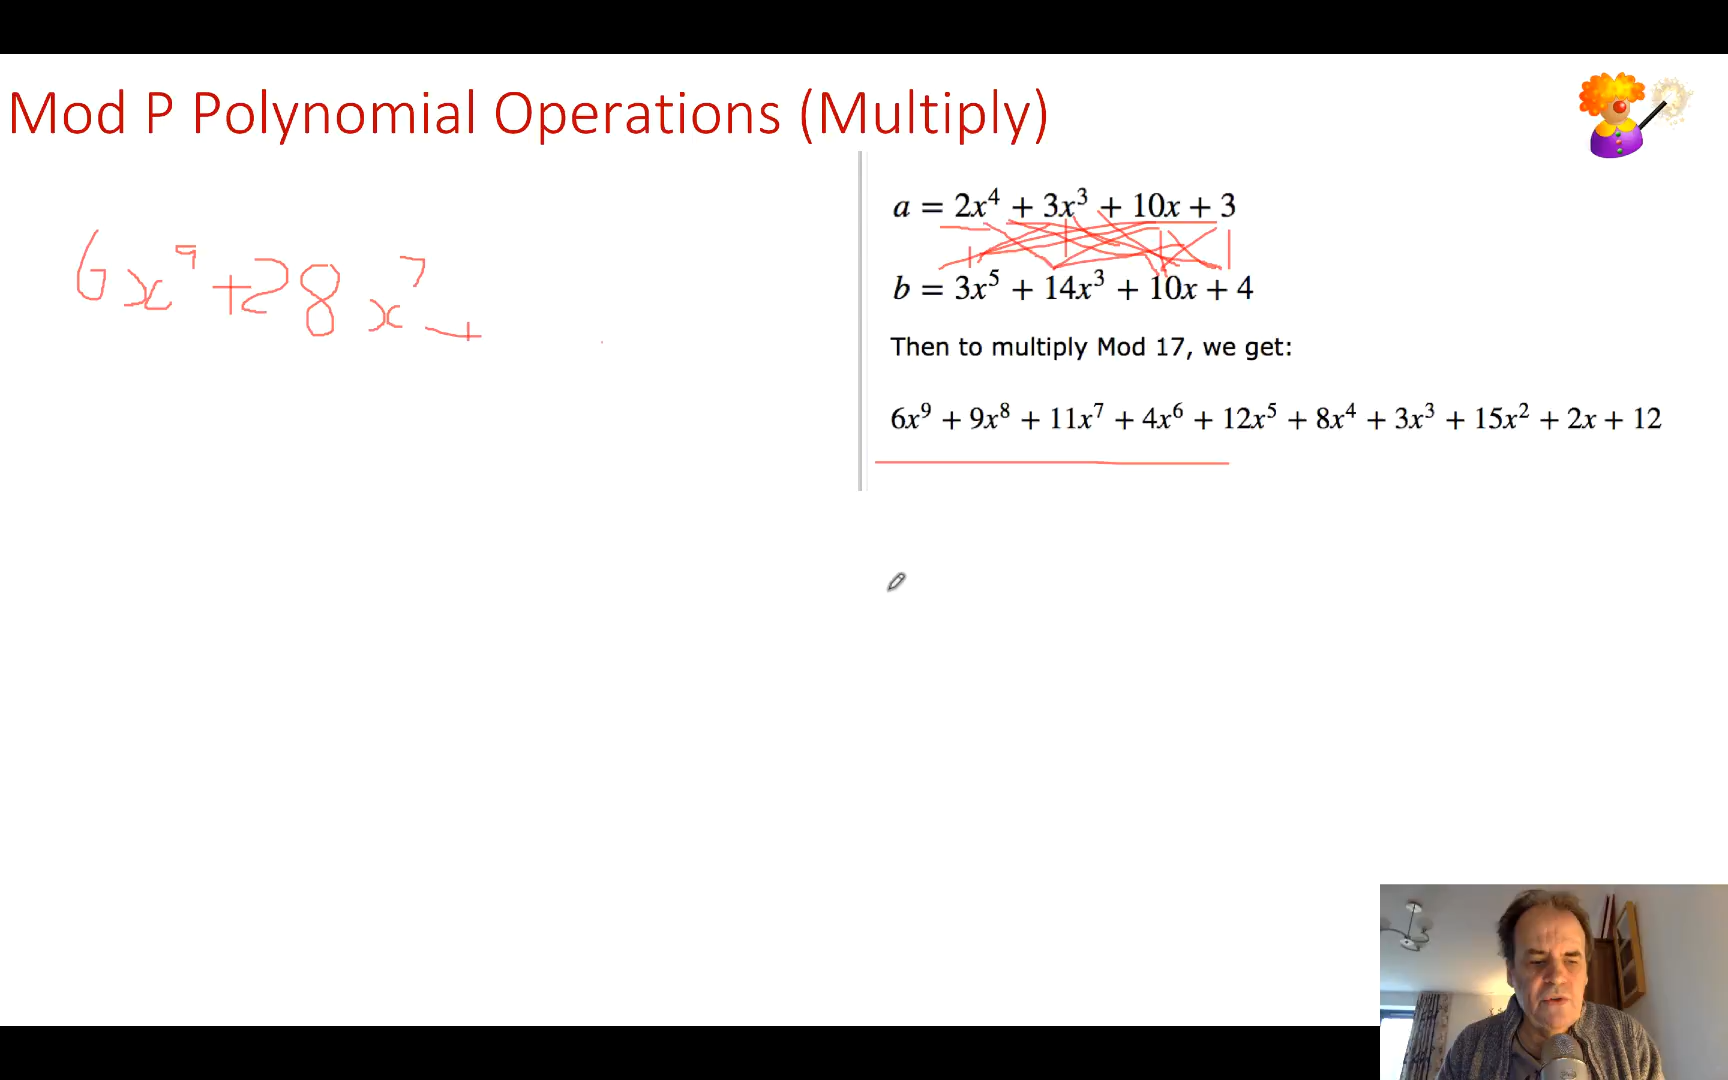 Mod P Polynomial Operations (Multiply)
6x⁹+28x⁷+
a = 2x⁴ + 3x³ + 10x + 3
b = 3x⁵ + 14x³ + 10x + 4
Then to multiply Mod 17, we get:
6x⁹ + 9x⁸ + 11x⁷ + 4x⁶ + 12x⁵ + 8x⁴ + 3x³ + 15x² + 2x + 12